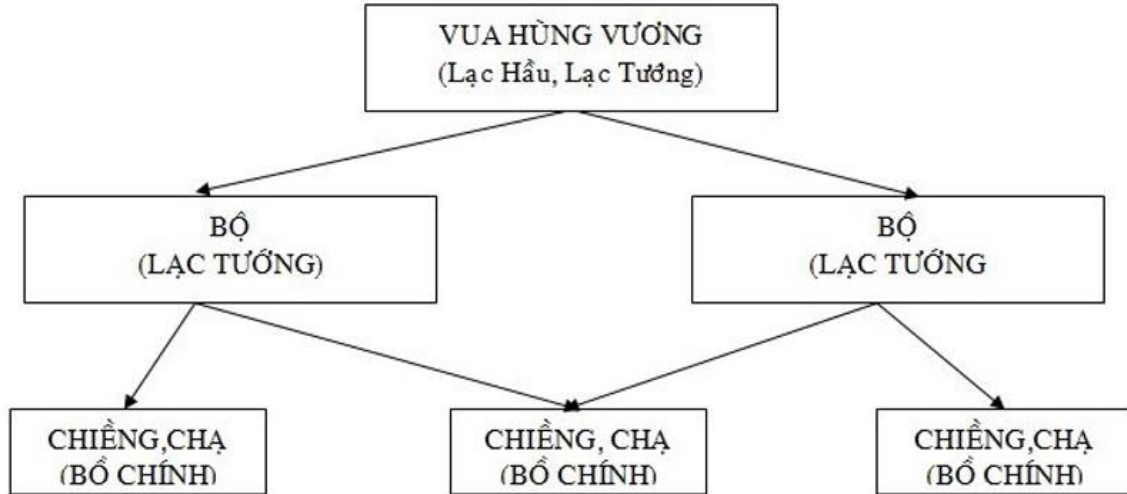 VUA HÙNG VƯƠNG
(Lạc Hầu, Lạc Tướng)
BỘ
(LẠC TƯỚNG)
BỘ
(LẠC TƯỚNG
CHIỀNG,CHẠ
(BỒ CHÍNH)
CHIỀNG, CHẠ
(BỒ CHÍNH)
CHIỀNG,CHẠ
(BỒ CHÍNH)